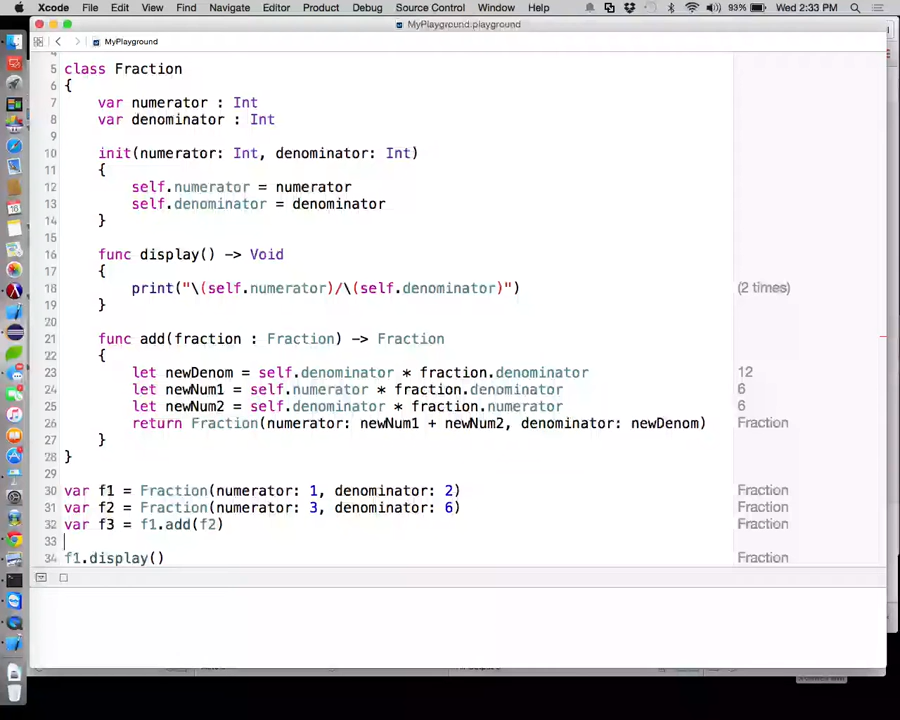 Xcode File Edit View Find Navigate Editor Product Debug Source Control Window Help 93% Wed 2:33 PM
MyPlayground.playground
MyPlayground
4
5 class Fraction
6 {
7 var numerator : Int
8 var denominator : Int
9
10 init(numerator: Int, denominator: Int)
11 {
12 self.numerator = numerator
13 self.denominator = denominator
14 }
15
16 func display() -> Void
17 {
18 print("\(self.numerator)/\(self.denominator)") (2 times)
19 }
20
21 func add(fraction : Fraction) -> Fraction
22 {
23 let newDenom = self.denominator * fraction.denominator 12
24 let newNum1 = self.numerator * fraction.denominator 6
25 let newNum2 = self.denominator * fraction.numerator 6
26 return Fraction(numerator: newNum1 + newNum2, denominator: newDenom) Fraction
27 }
28 }
29
30 var f1 = Fraction(numerator: 1, denominator: 2) Fraction
31 var f2 = Fraction(numerator: 3, denominator: 6) Fraction
32 var f3 = f1.add(f2) Fraction
33
34 f1.display() Fraction